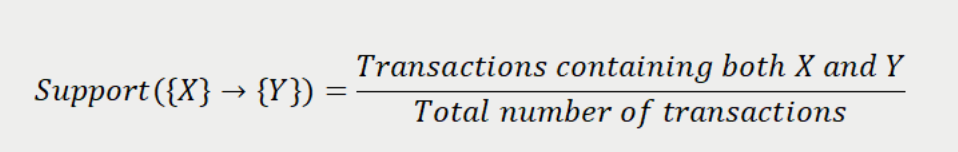 Support({X} → {Y}) = Transactions containing both X and Y
Total number of transactions